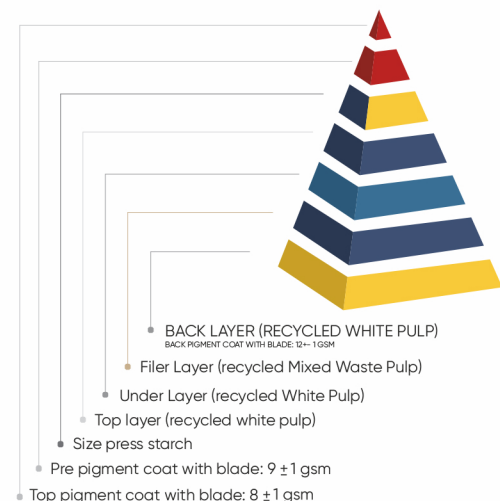 BACK LAYER (RECYCLED WHITE PULP)
BACK PIGMENT COAT WITH BLADE: 12+- 1 GSM
Filer Layer (recycled Mixed Waste Pulp)
Under Layer (recycled White Pulp)
Top layer (recycled white pulp)
Size press starch
Pre pigment coat with blade: 9 ±1 gsm
Top pigment coat with blade: 8 ±1 gsm